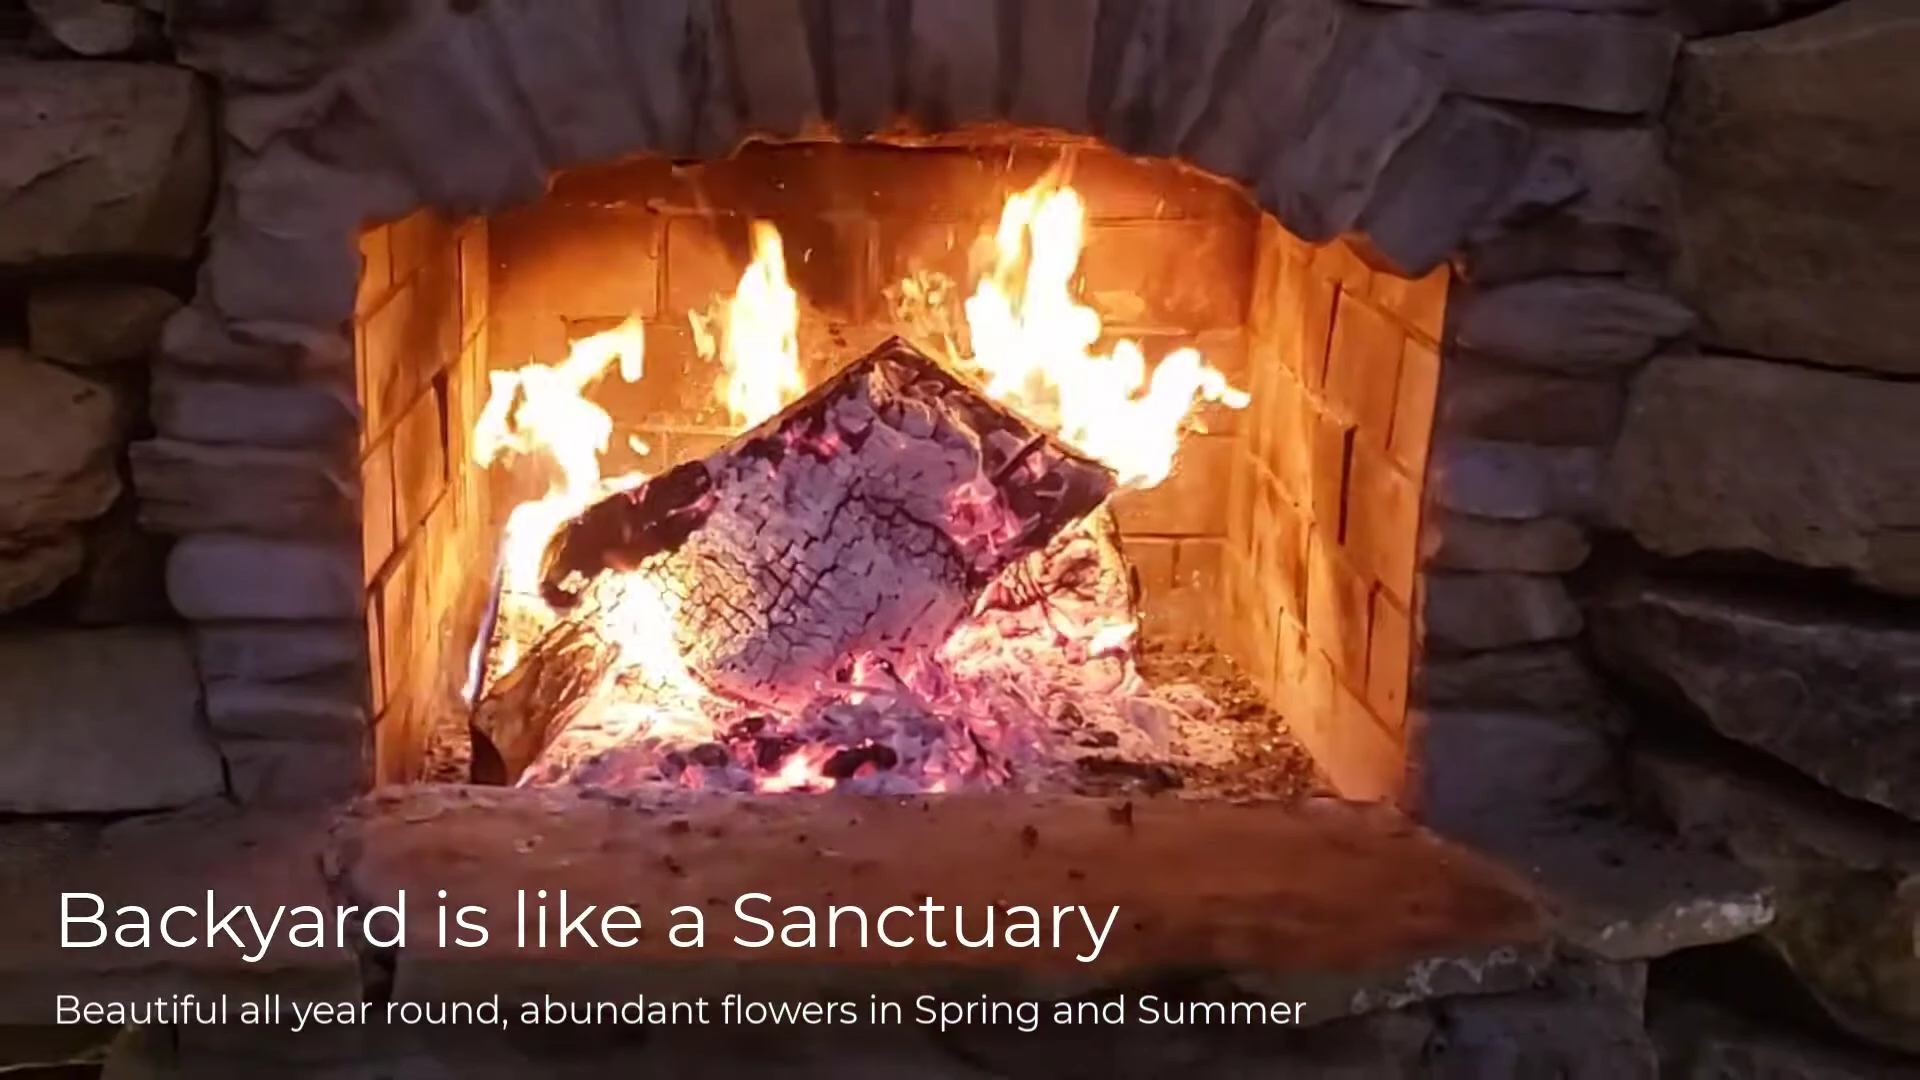 Backyard is like a Sanctuary
Beautiful all year round, abundant flowers in Spring and Summer